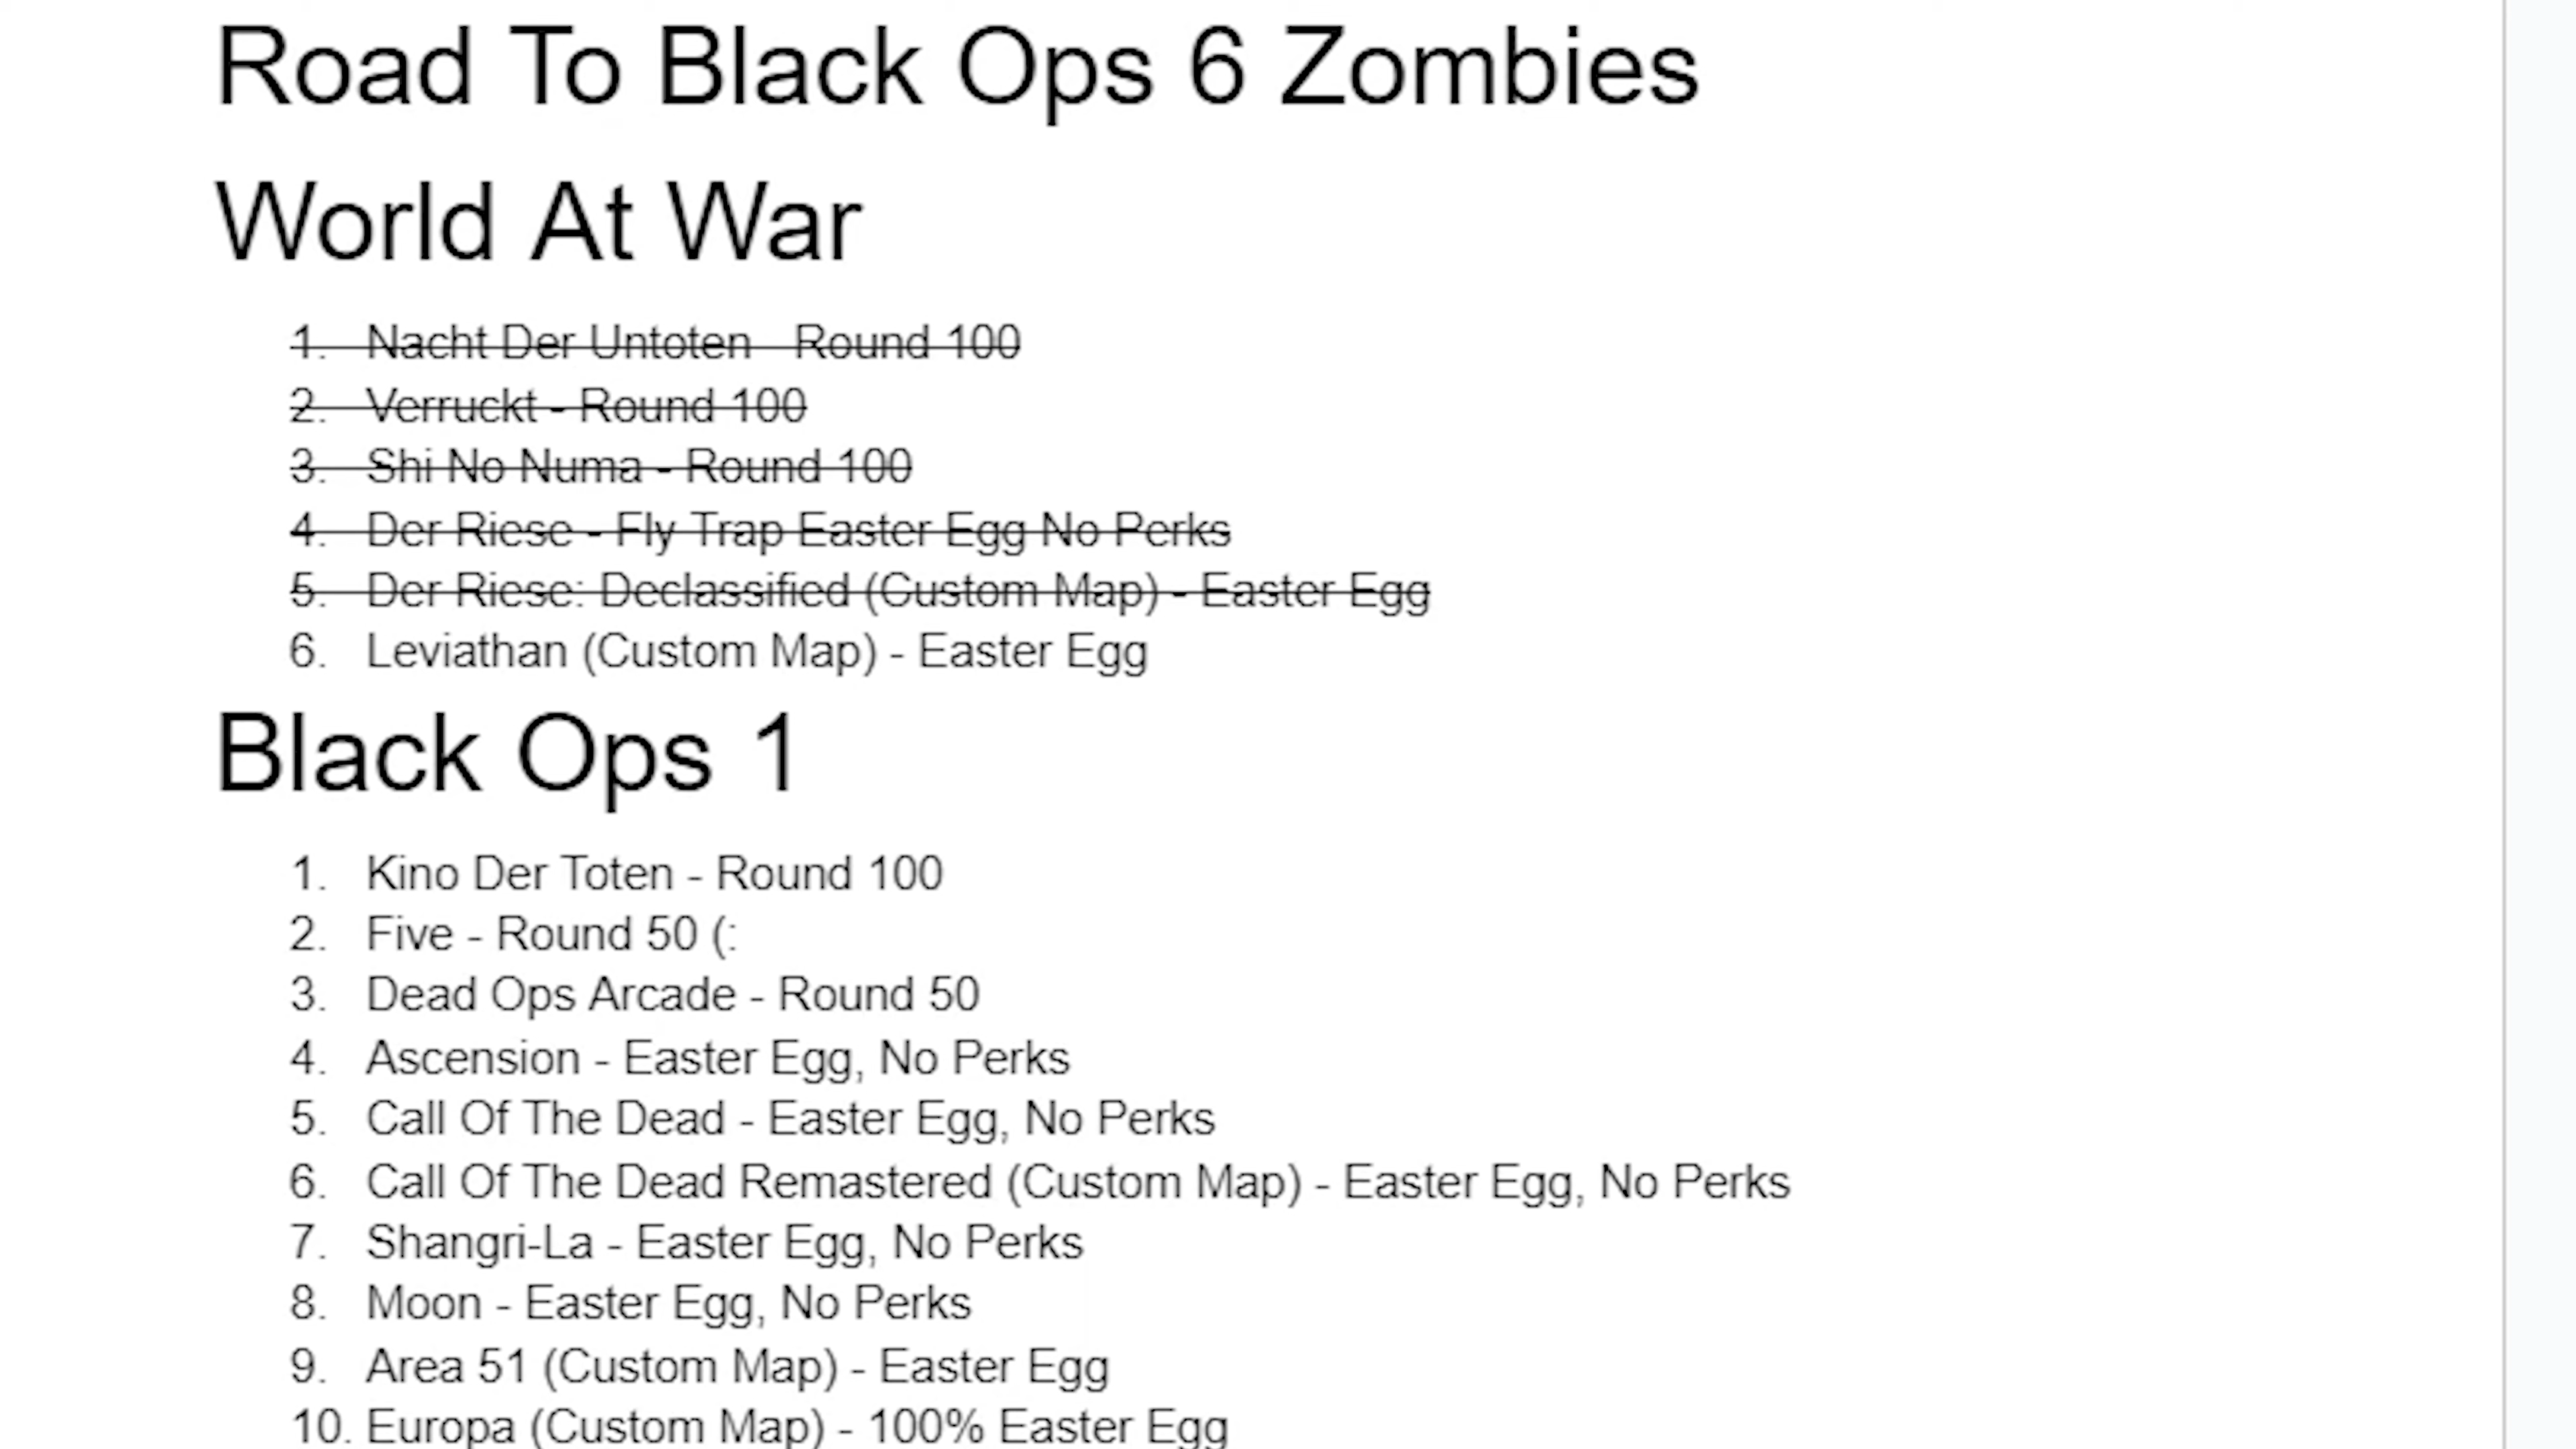 Road To Black Ops 6 Zombies
World At War
1. Nacht Der Untoten - Round 100
2. Verruckt - Round 100
3. Shi No Numa - Round 100
4. Der Riese - Fly Trap Easter Egg No Perks
5. Der Riese: Declassified (Custom Map) - Easter Egg
6. Leviathan (Custom Map) - Easter Egg
Black Ops 1
1. Kino Der Toten - Round 100
2. Five - Round 50 (:
3. Dead Ops Arcade - Round 50
4. Ascension - Easter Egg, No Perks
5. Call Of The Dead - Easter Egg, No Perks
6. Call Of The Dead Remastered (Custom Map) - Easter Egg, No Perks
7. Shangri-La - Easter Egg, No Perks
8. Moon - Easter Egg, No Perks
9. Area 51 (Custom Map) - Easter Egg
10. Europa (Custom Map) - 100% Easter Egg